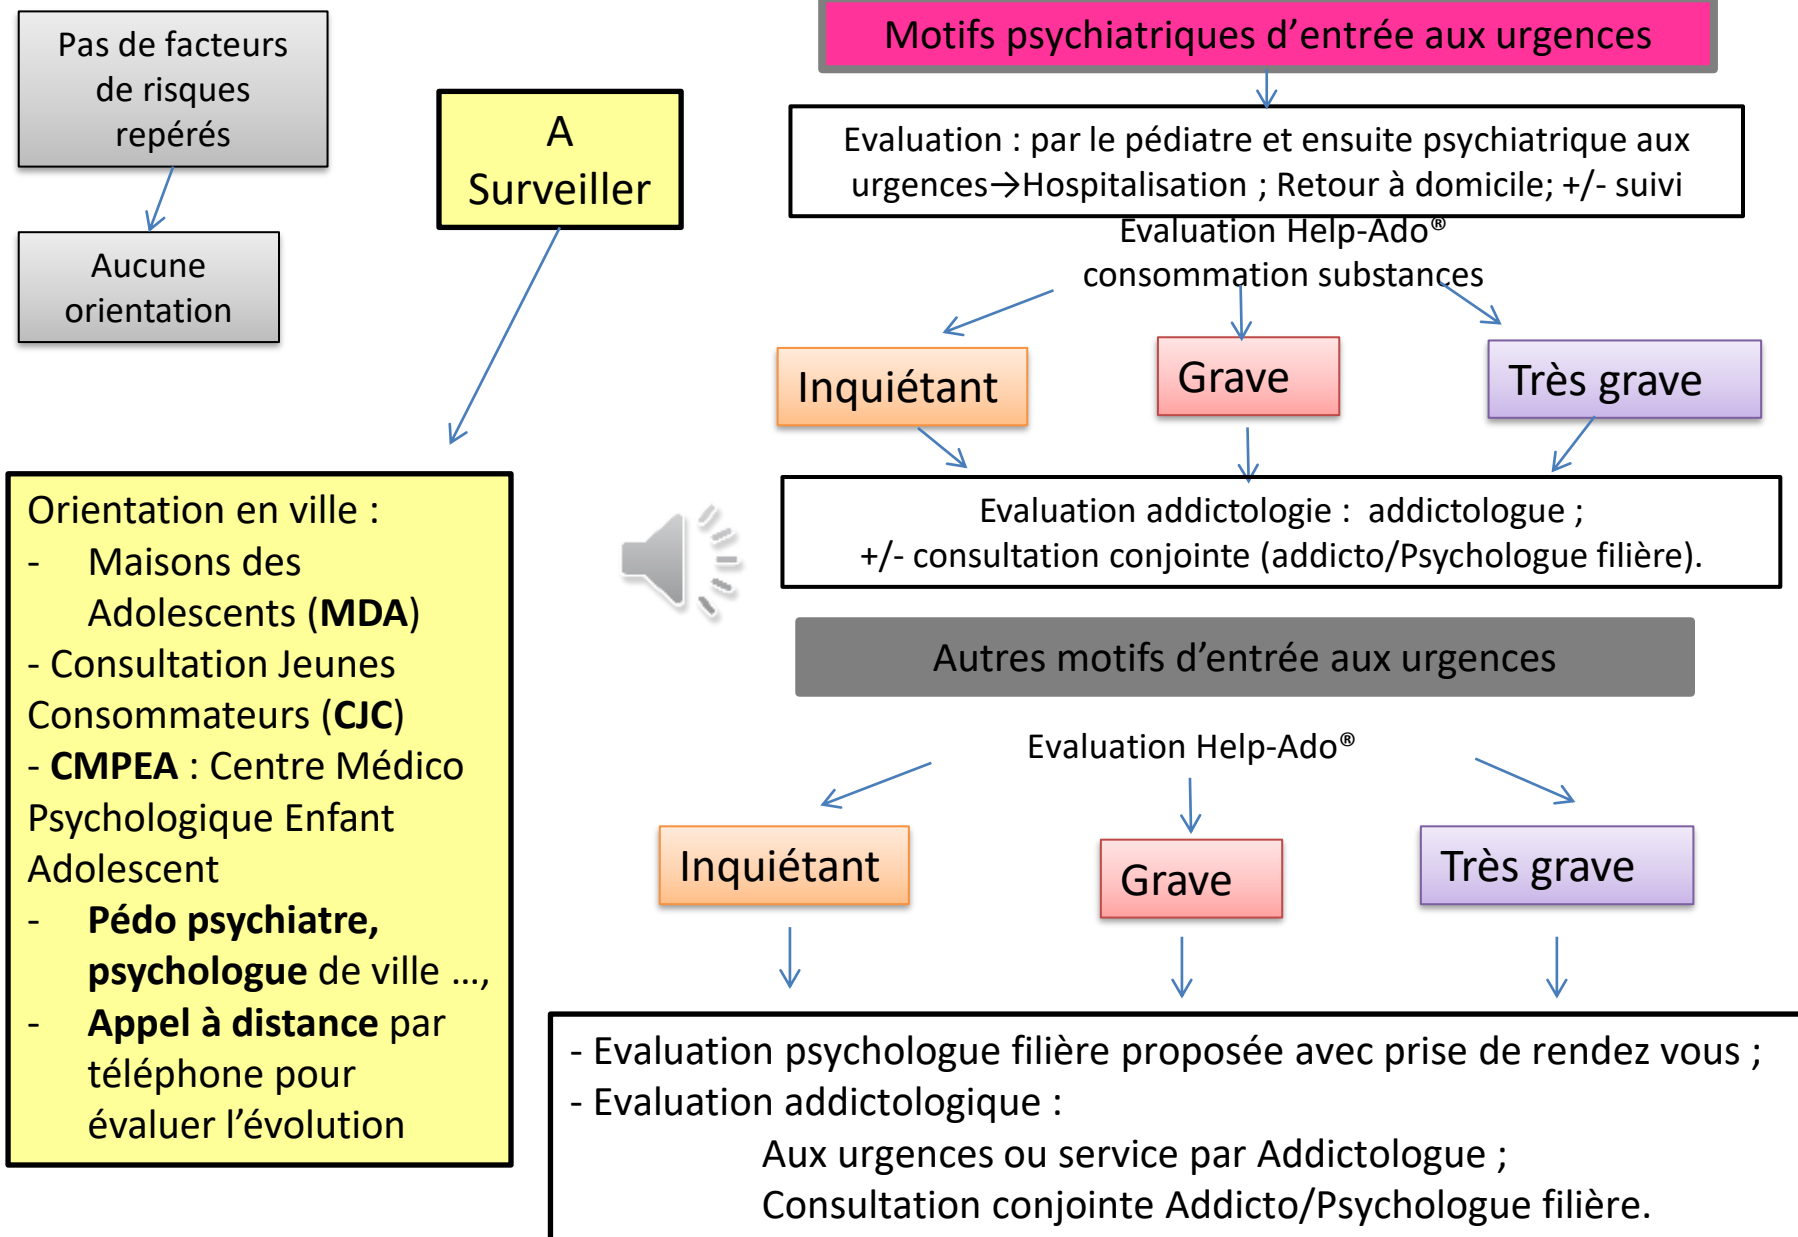 Pas de facteurs
de risques
repérés
Aucune
orientation
A
Surveiller
Orientation en ville :
- Maisons des
Adolescents (MDA)
- Consultation Jeunes
Consommateurs (CJC)
- CMPEA : Centre Médico
Psychologique Enfant
Adolescent
- Pédo psychiatre,
psychologue de ville …,
- Appel à distance par
téléphone pour
évaluer l’évolution
Motifs psychiatriques d’entrée aux urgences
Evaluation : par le pédiatre et ensuite psychiatrique aux
urgences→Hospitalisation ; Retour à domicile; +/- suivi
Evaluation Help-Ado®
consommation substances
Inquiétant
Grave
Très grave
Evaluation addictologie : addictologue ;
+/- consultation conjointe (addicto/Psychologue filière).
Autres motifs d’entrée aux urgences
Evaluation Help-Ado®
Inquiétant
Grave
Très grave
- Evaluation psychologue filière proposée avec prise de rendez vous ;
- Evaluation addictologique :
Aux urgences ou service par Addictologue ;
Consultation conjointe Addicto/Psychologue filière.